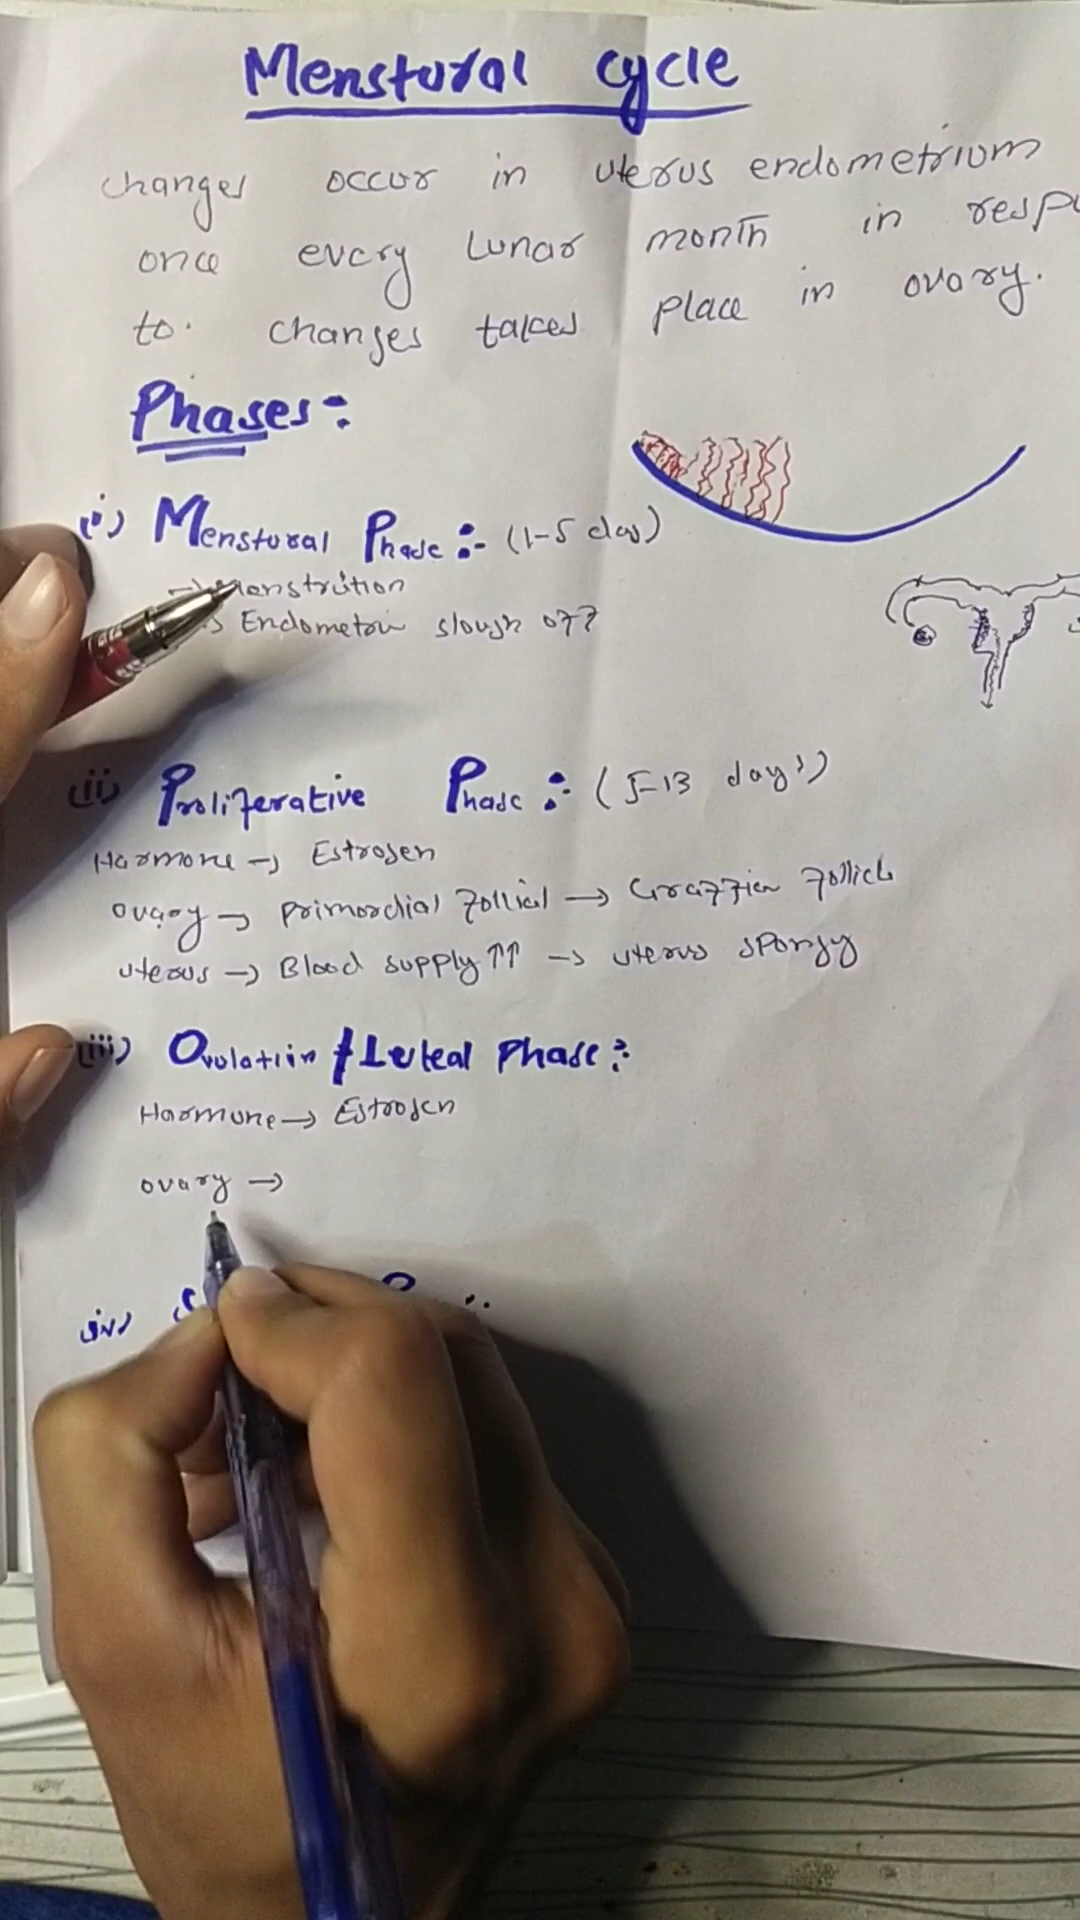 Menstural cycle
changes occur in uterus endometrium
once every Lunar month in resp
to. changes takes place in ovary.
Phases:
(i) Menstural Phase:- (1-5 day)
→ Menstrution
Endometriu slough off
(ii) Proliferative Phase: (5-13 day's)
Harmone → Estrogen
ovary → primordial follical → Graffien follicle
uterus → Blood supply ↑↑ → uterus spongy
(iii) Ovulation / Luteal Phase:
Harmone → Estrogen
ovary →
(iv)